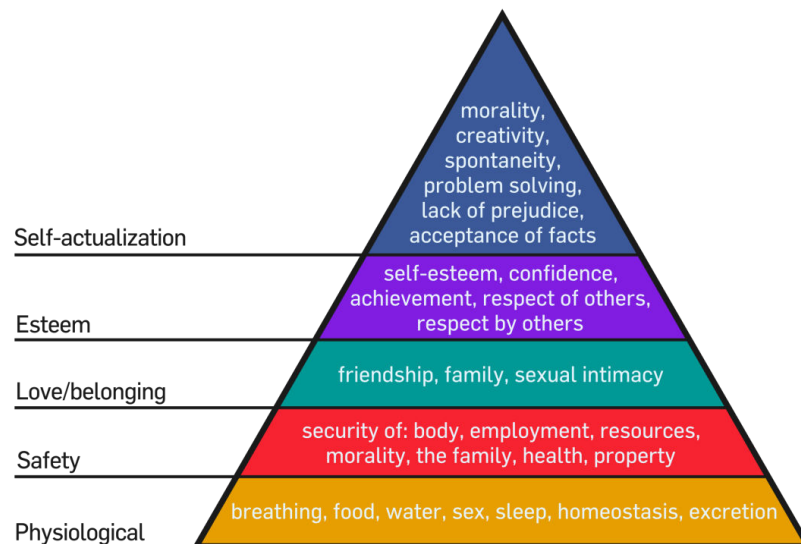 morality,
creativity,
spontaneity,
problem solving,
lack of prejudice,
acceptance of facts
Self-actualization
self-esteem, confidence,
achievement, respect of others,
respect by others
Esteem
friendship, family, sexual intimacy
Love/belonging
security of: body, employment, resources,
morality, the family, health, property
Safety
breathing, food, water, sex, sleep, homeostasis, excretion
Physiological